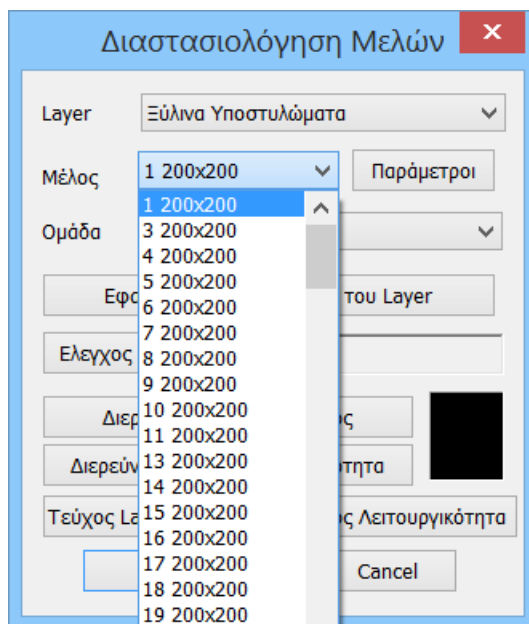 Διαστασιολόγηση Μελών
Layer Ξύλινα Υποστυλώματα
Μέλος 1 200x200 Παράμετροι
1 200x200
Ομάδα 3 200x200
4 200x200
5 200x200
του Layer
6 200x200
7 200x200
8 200x200
Ελεγχος
9 200x200
10 200x200
11 200x200
13 200x200
14 200x200
Τεύχος 15 200x200 Λειτουργικότητα
16 200x200
17 200x200 Cancel
18 200x200
19 200x200